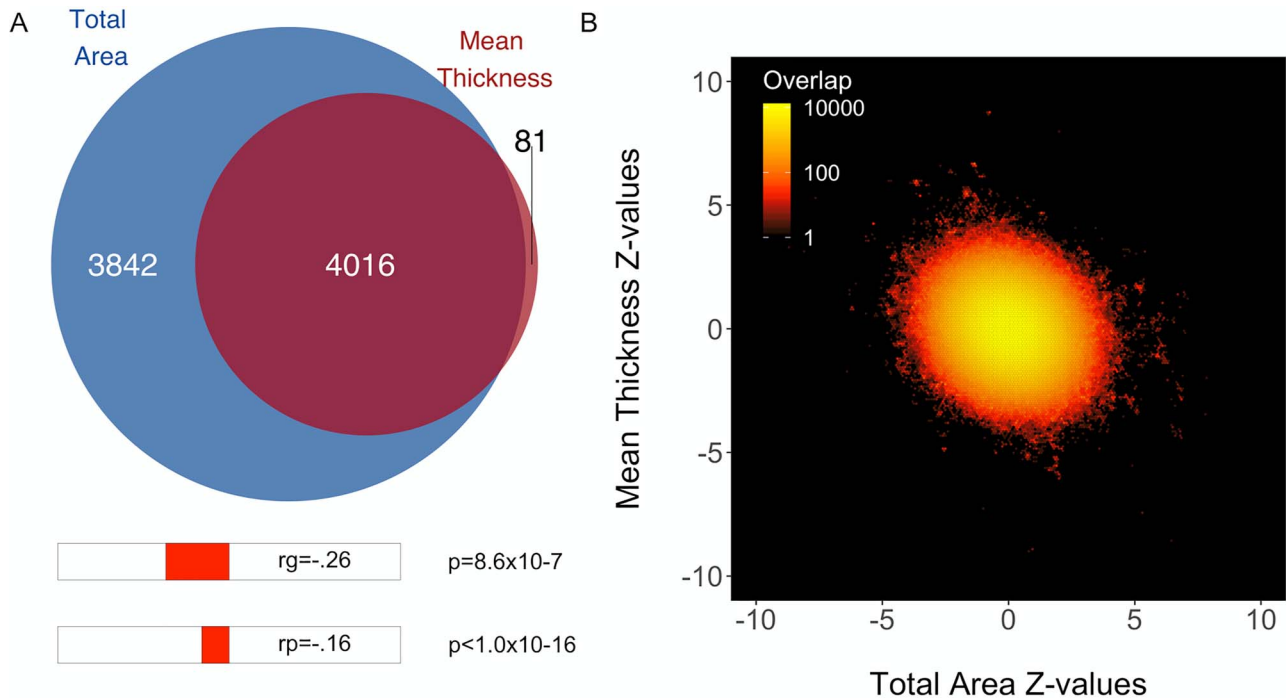 A
Total
Area
Mean
Thickness
81
3842
4016
rg=-.26
p=8.6x10-7
rp=-.16
p<1.0x10-16
B
Overlap
10000
100
1
10
5
0
-5
-10
Mean Thickness Z-values
-10
-5
0
5
10
Total Area Z-values